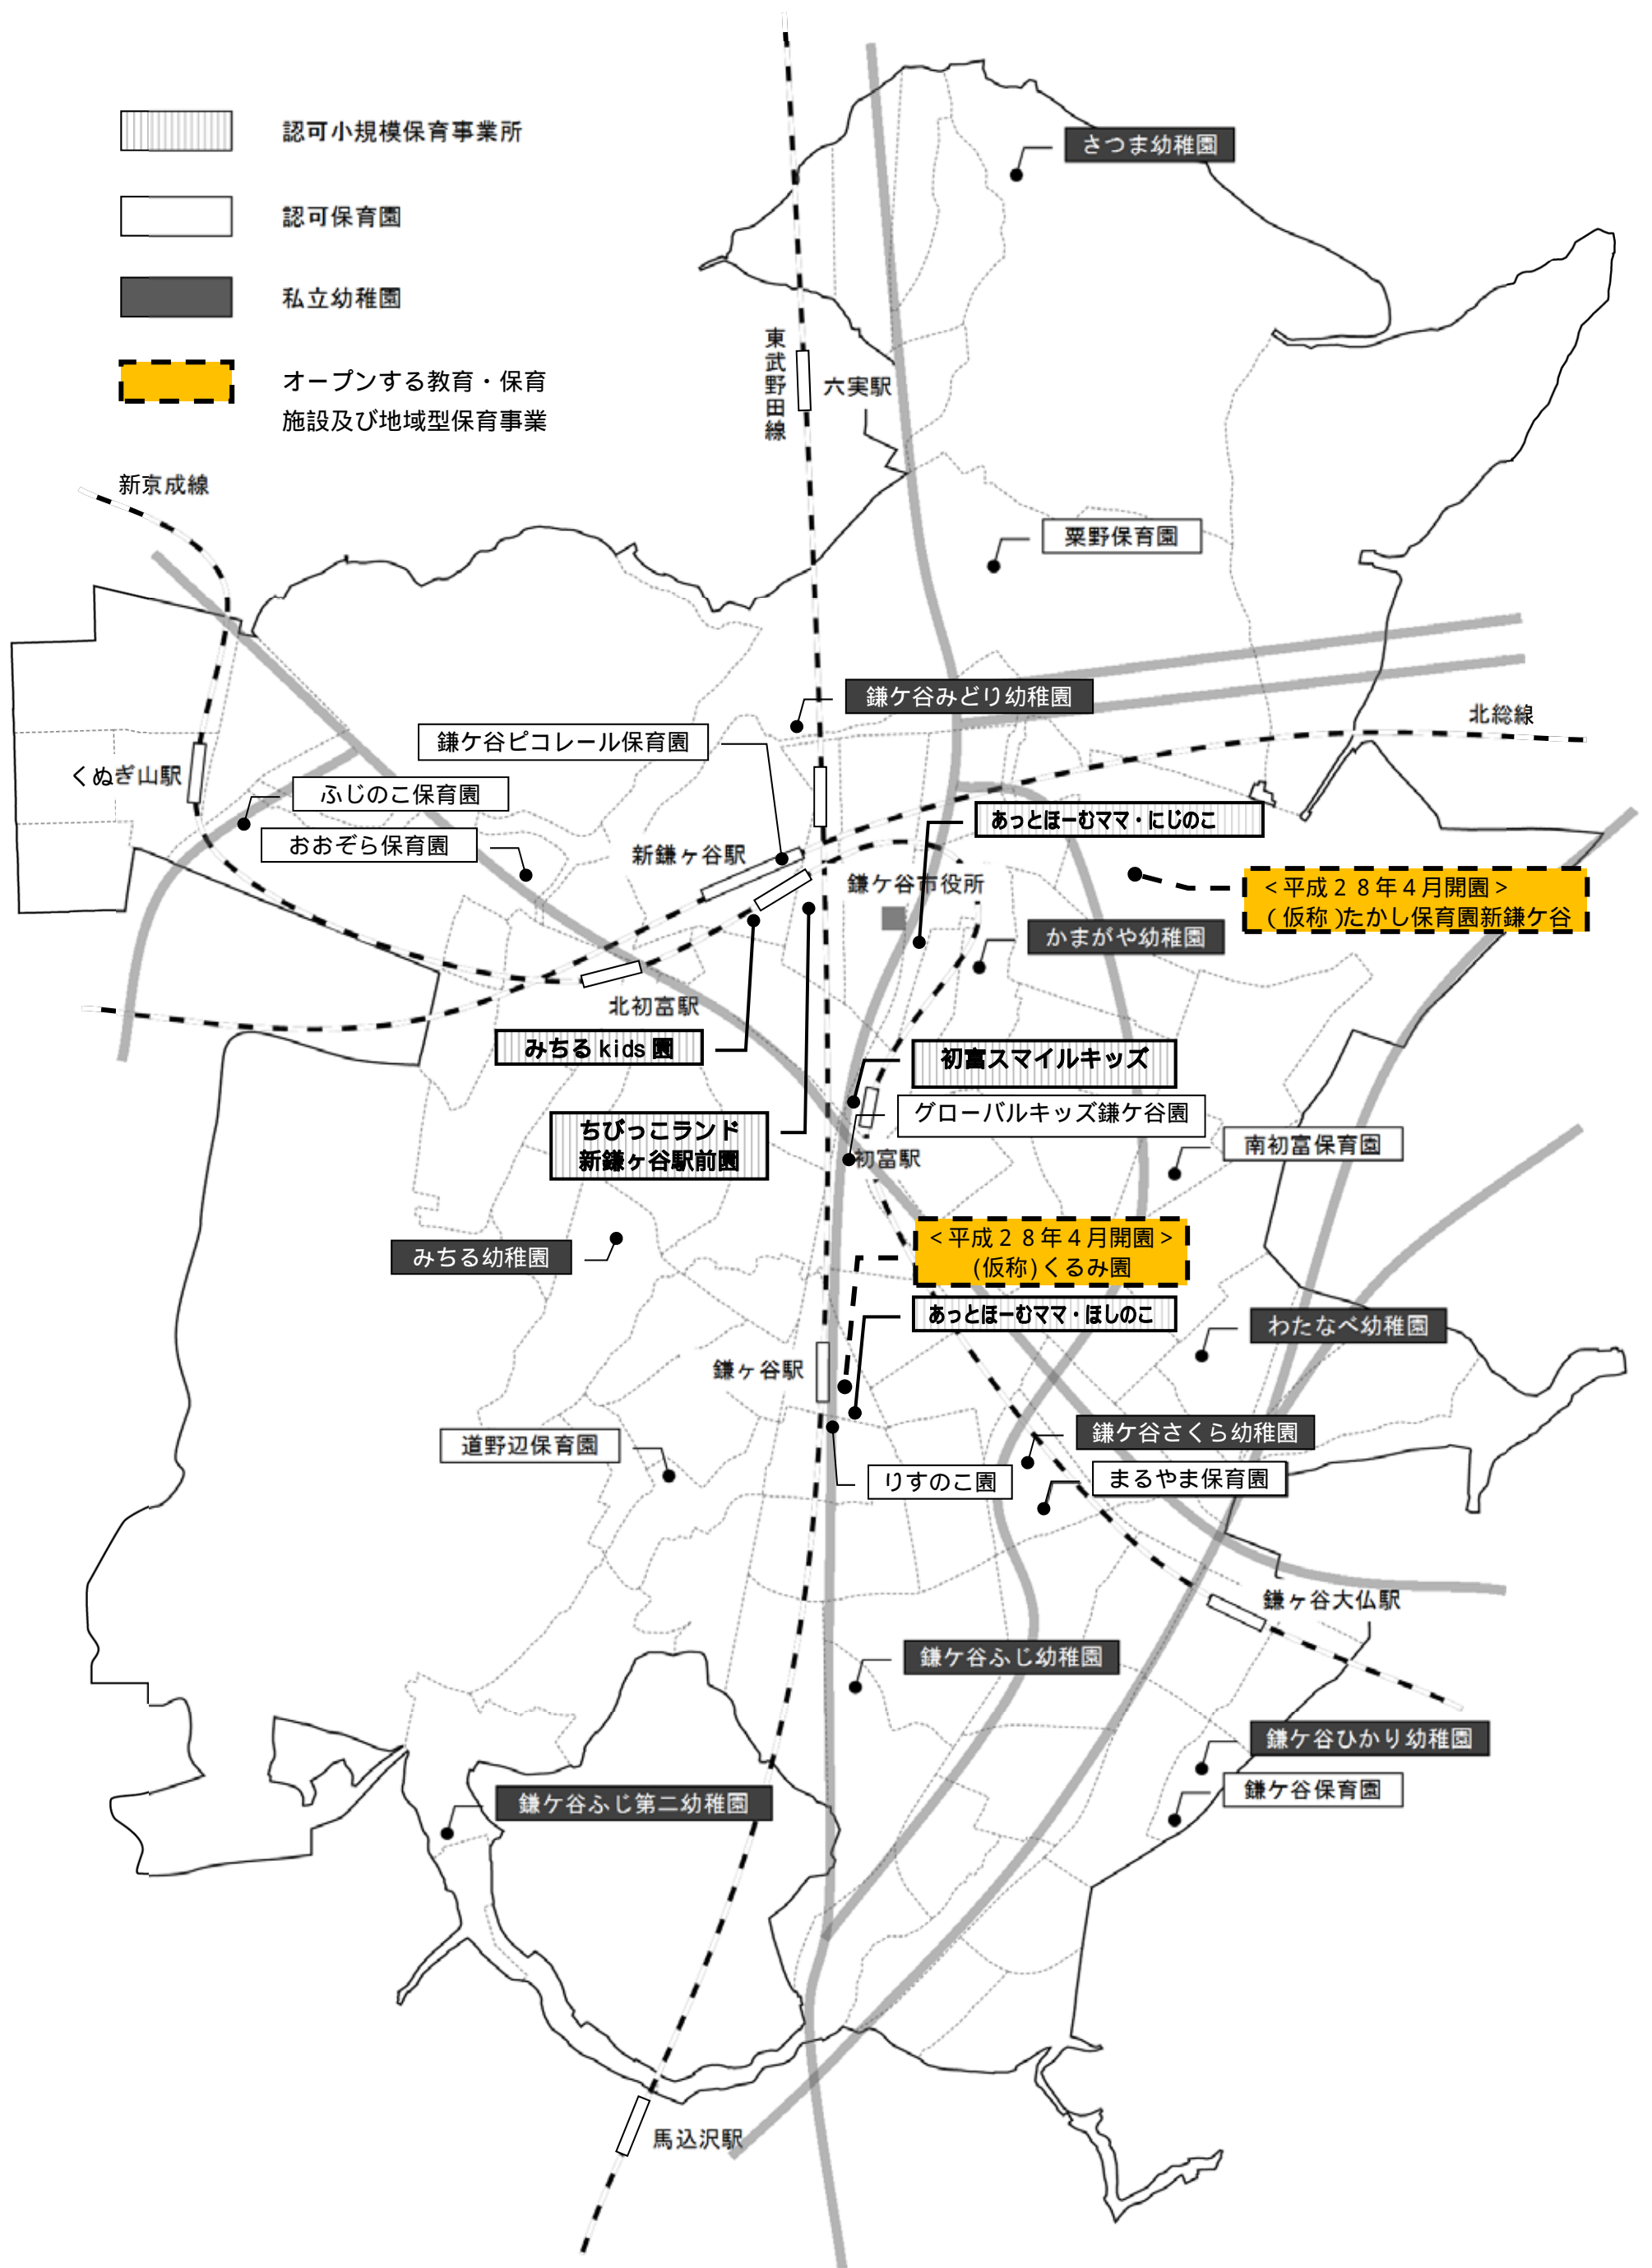 認可小規模保育事業所
認可保育園
私立幼稚園
オープンする教育・保育
施設及び地域型保育事業
さつま幼稚園
東武野田線
六実駅
新京成線
粟野保育園
鎌ケ谷みどり幼稚園
北総線
鎌ケ谷ピコレール保育園
くぬぎ山駅
ふじのこ保育園
あっとほーむママ・にじのこ
おおぞら保育園
新鎌ヶ谷駅
鎌ケ谷市役所
<平成28年4月開園>
(仮称)たかし保育園新鎌ケ谷
かまがや幼稚園
北初富駅
みちるkids園
初富スマイルキッズ
グローバルキッズ鎌ケ谷園
ちびっこランド
新鎌ヶ谷駅前園
初富駅
南初富保育園
<平成28年4月開園>
(仮称)くるみ園
みちる幼稚園
あっとほーむママ・ほしのこ
わたなべ幼稚園
鎌ヶ谷駅
鎌ケ谷さくら幼稚園
道野辺保育園
りすのこ園
まるやま保育園
鎌ヶ谷大仏駅
鎌ケ谷ふじ幼稚園
鎌ケ谷ひかり幼稚園
鎌ケ谷保育園
鎌ケ谷ふじ第二幼稚園
馬込沢駅